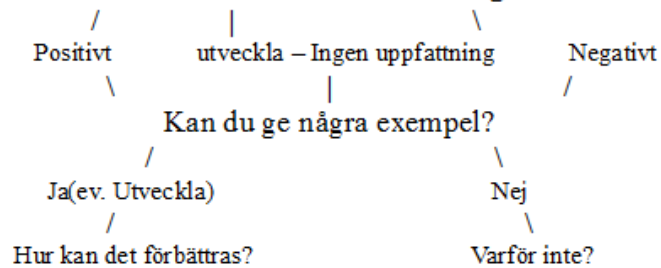 / | \
Positivt utveckla – Ingen uppfattning Negativt
\ | /
Kan du ge några exempel?
/ \
Ja(ev. Utveckla) Nej
/ \
Hur kan det förbättras? Varför inte?